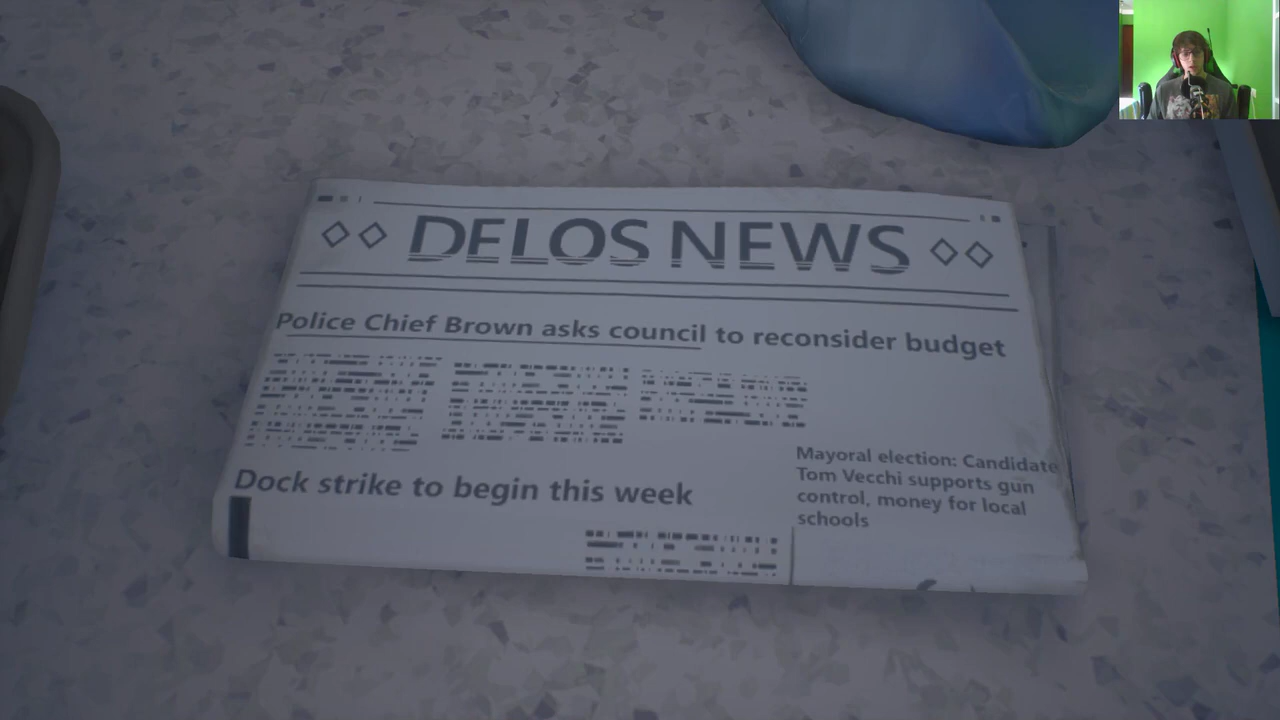 DELOS NEWS
Police Chief Brown asks council to reconsider budget
Dock strike to begin this week
Mayoral election: Candidate
Tom Vecchi supports gun
control, money for local
schools